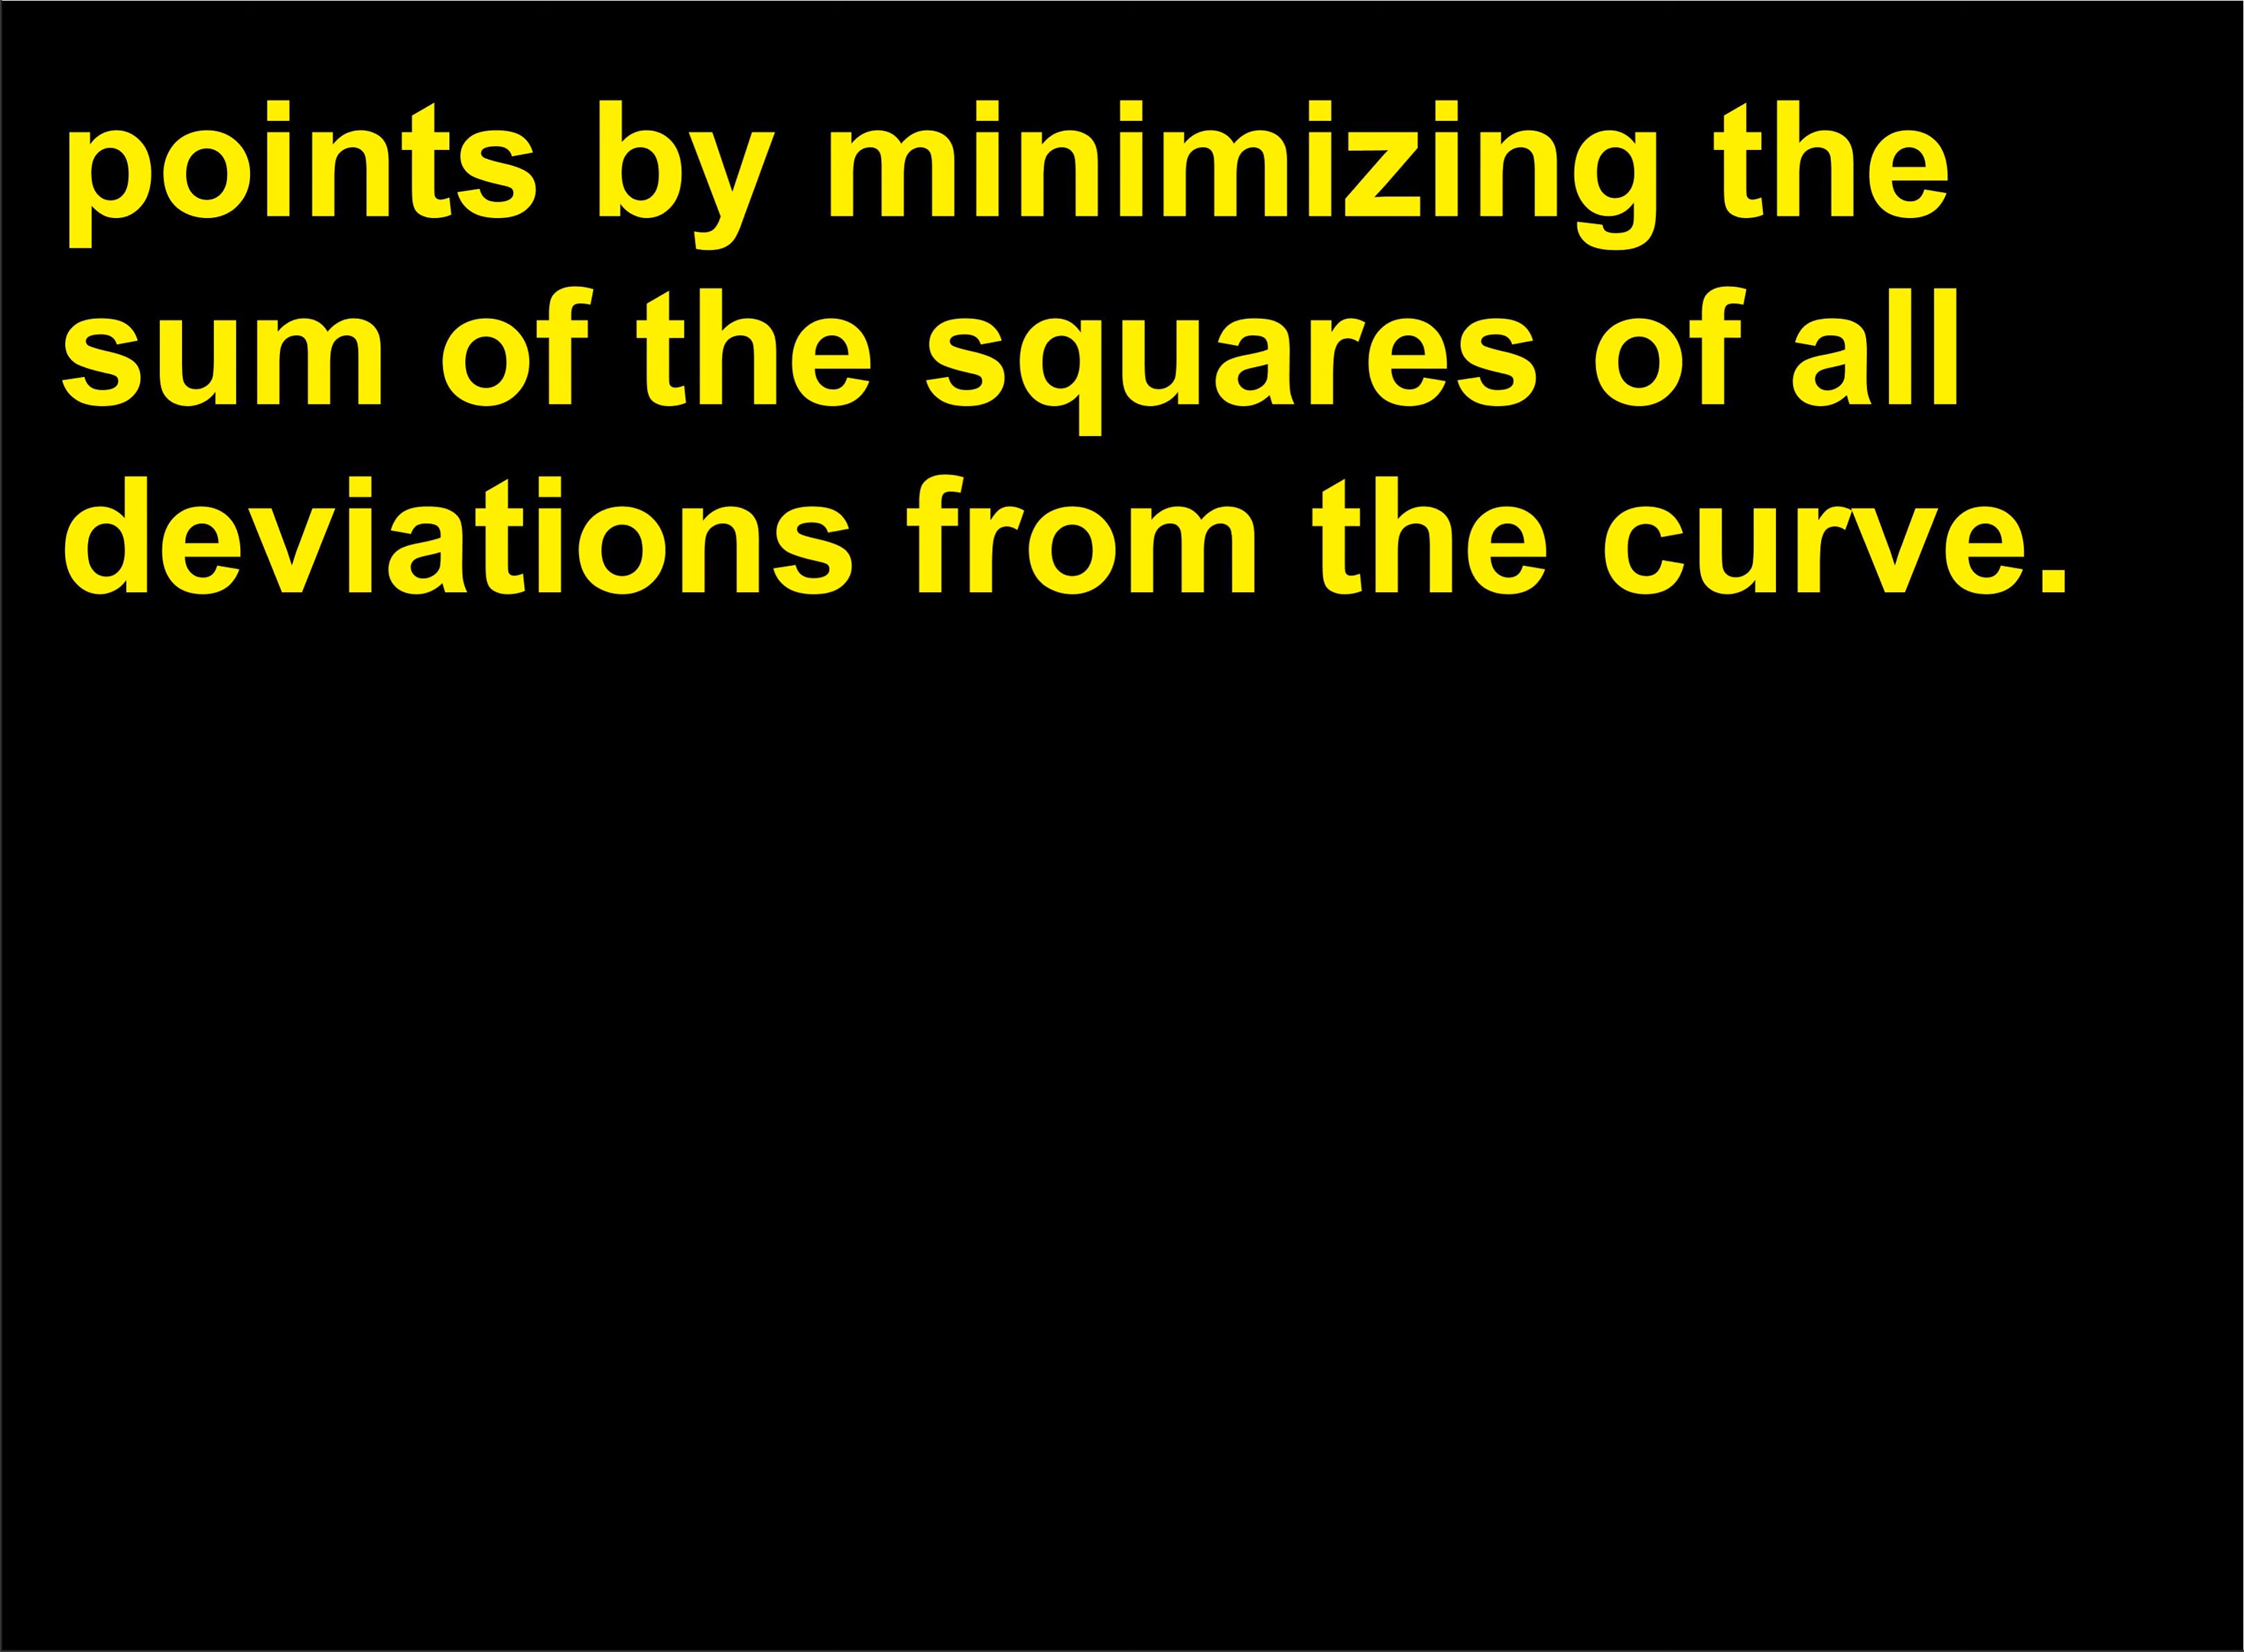 points by minimizing the
sum of the squares of all
deviations from the curve.